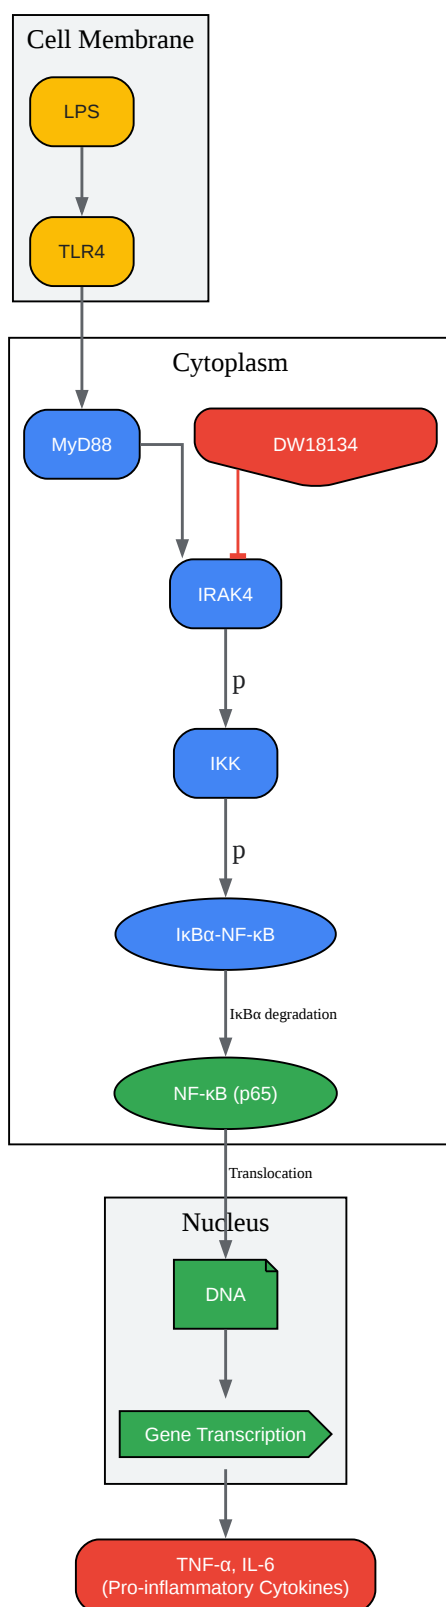 Cell Membrane
LPS
TLR4
Cytoplasm
MyD88
DW18134
IRAK4
p
IKK
p
IκBα-NF-κB
IκBα degradation
NF-κB (p65)
Translocation
Nucleus
DNA
Gene Transcription
TNF-α, IL-6
(Pro-inflammatory Cytokines)